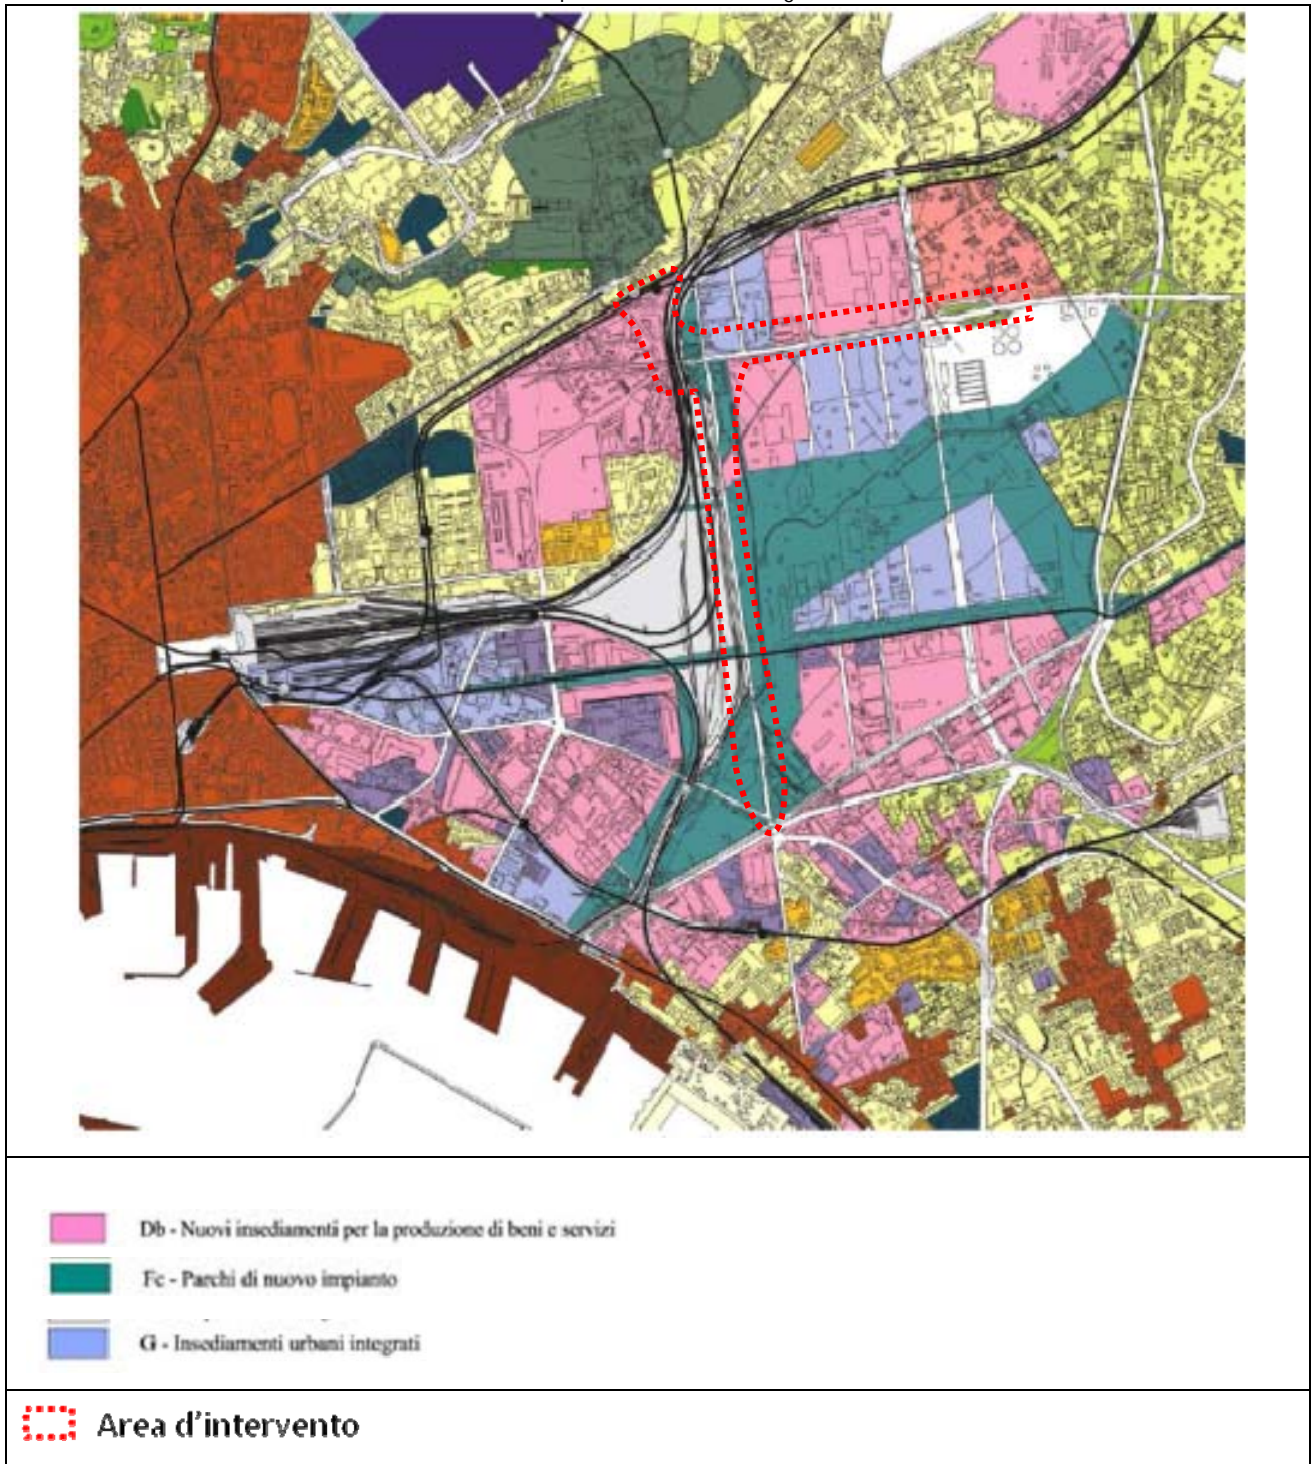 Db - Nuovi insediamenti per la produzione di beni e servizi
Fc - Parchi di nuovo impianto
G - Insediamenti urbani integrati
Area d'intervento